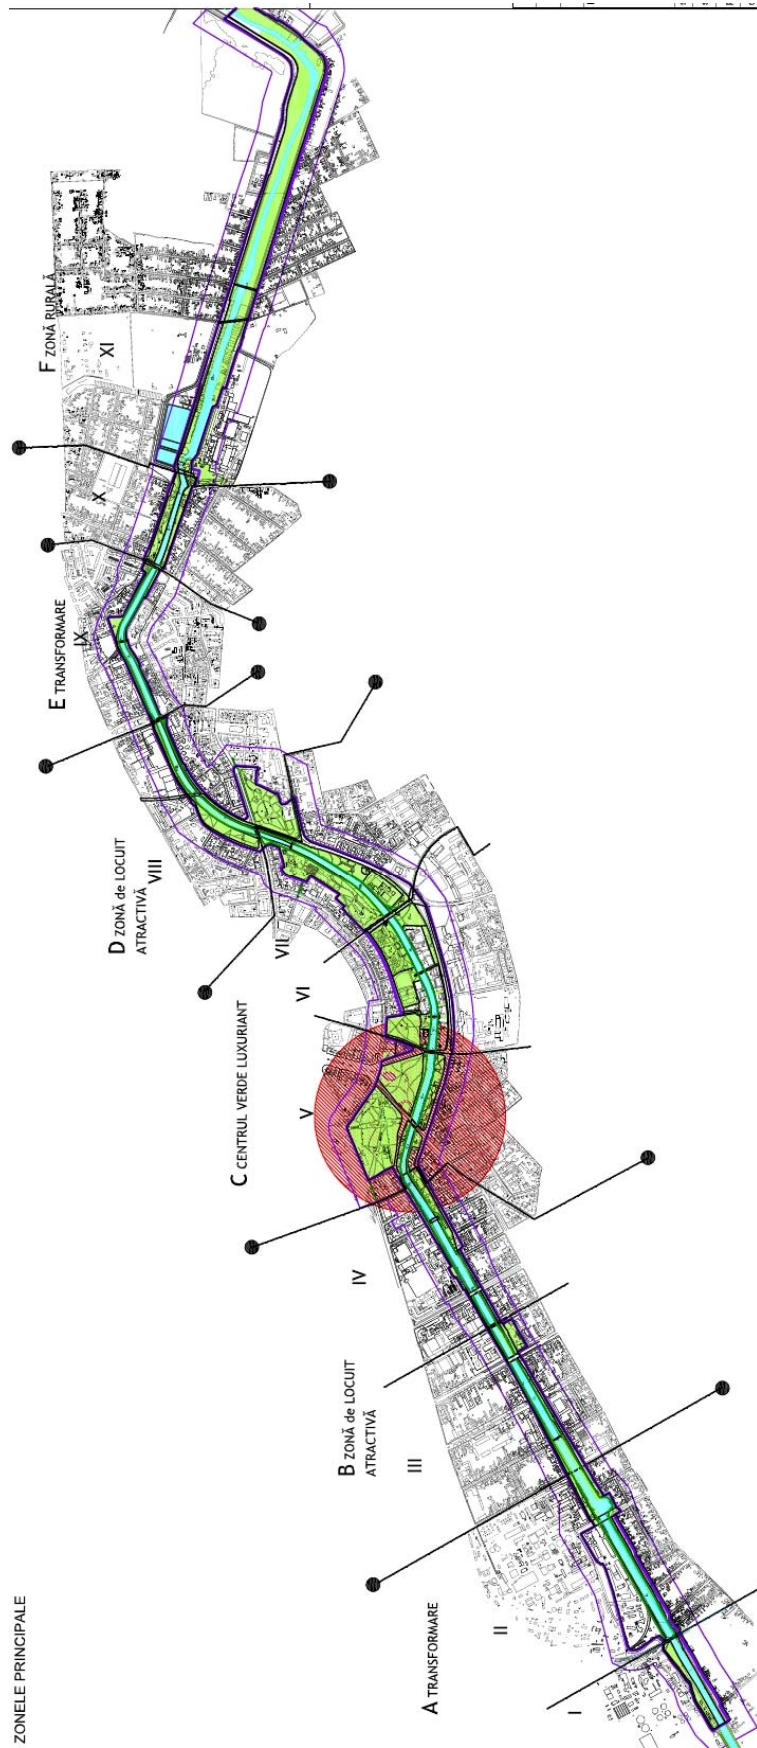 ZONELE PRINCIPALE
A TRANSFORMARE
I
II
B ZONĂ de LOCUIT
ATRACTIVĂ
III
IV
C CENTRUL VERDE LUXURIANT
V
VI
VII
D ZONĂ de LOCUIT
ATRACTIVĂ
VIII
E TRANSFORMARE
IX
X
F ZONĂ RURALĂ
XI